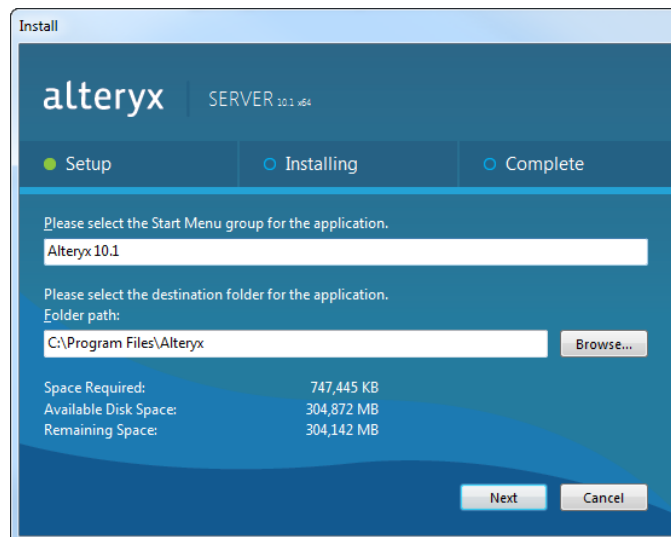 Install
alteryx SERVER 10.1 x64
Setup Installing Complete
Please select the Start Menu group for the application.
Alteryx 10.1
Please select the destination folder for the application.
Folder path:
C:\Program Files\Alteryx Browse...
Space Required: 747,445 KB
Available Disk Space: 304,872 MB
Remaining Space: 304,142 MB
Next Cancel